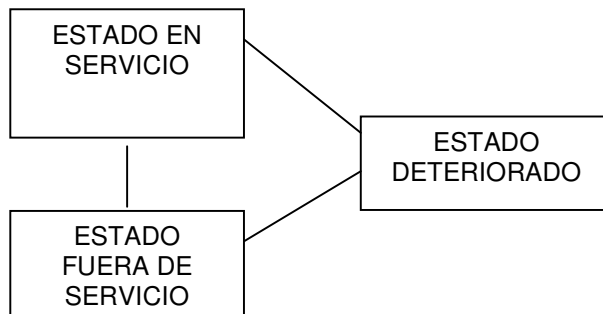 ESTADO EN
SERVICIO
ESTADO
DETERIORADO
ESTADO
FUERA DE
SERVICIO